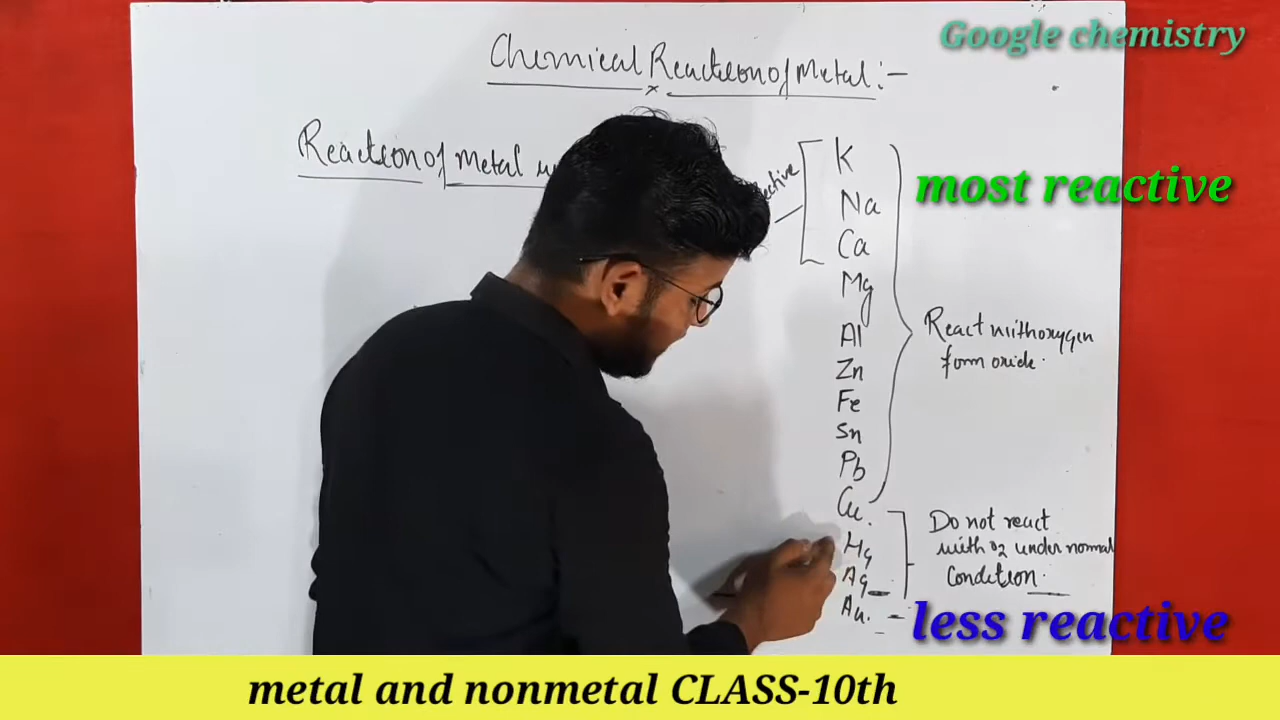 Google chemistry
Chemical Reaction of Metal :-
Reaction of Metal
K
Na
Ca
Mg
Al
Zn
Fe
Sn
Pb
Cu.
Hg
Ag
Au.
most reactive
React withoxygen
form oxide.
Do not react
with O2 under normal
Condition.
less reactive
metal and nonmetal CLASS-10th